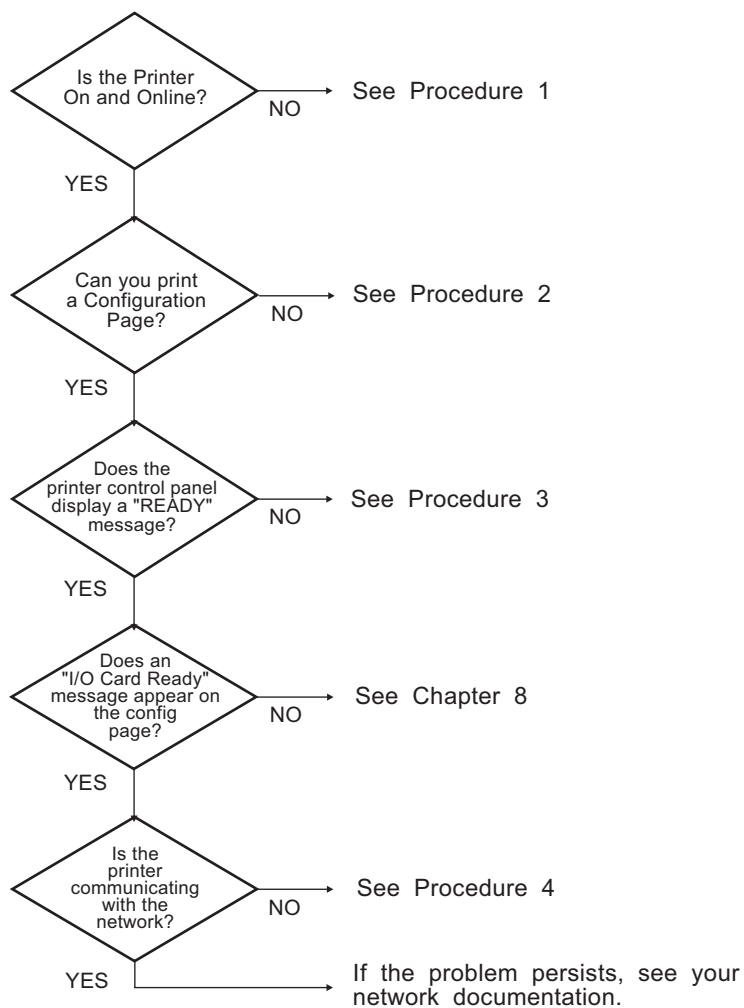 Is the Printer
On and Online?
NO
See Procedure 1
YES
Can you print
a Configuration
Page?
NO
See Procedure 2
YES
Does the
printer control panel
display a "READY"
message?
NO
See Procedure 3
YES
Does an
"I/O Card Ready"
message appear on
the config
page?
NO
See Chapter 8
YES
Is the
printer
communicating
with the
network?
NO
See Procedure 4
YES
If the problem persists, see your
network documentation.